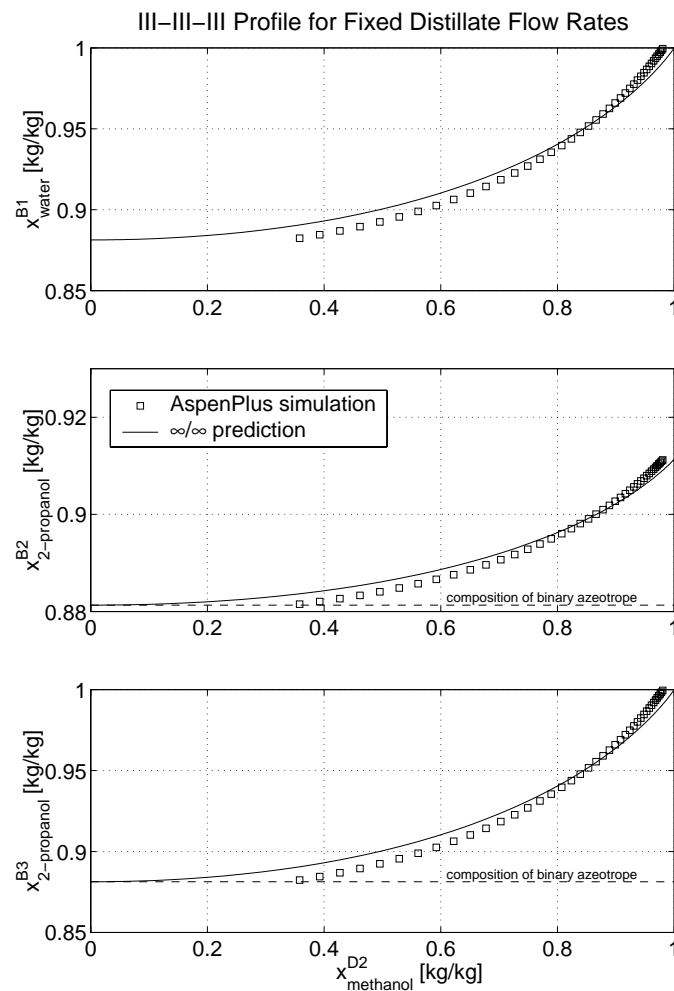 III−III−III Profile for Fixed Distillate Flow Rates
1
0.95
0.9
0.85
x^B1_water [kg/kg]
0 0.2 0.4 0.6 0.8 1
0.92
0.9
0.88
x^B2_2−propanol [kg/kg]
AspenPlus simulation
∞/∞ prediction
composition of binary azeotrope
0 0.2 0.4 0.6 0.8 1
1
0.95
0.9
0.85
x^B3_2−propanol [kg/kg]
composition of binary azeotrope
0 0.2 0.4 0.6 0.8 1
x^D2_methanol [kg/kg]